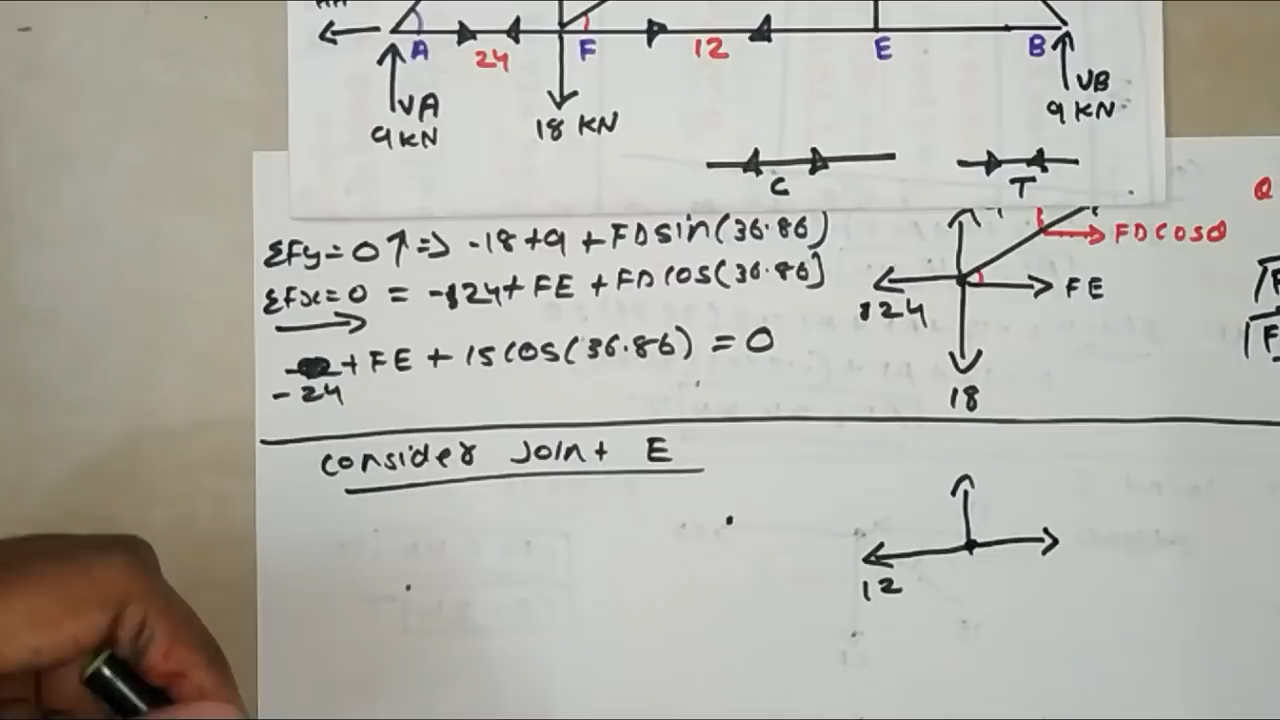 A 24 F 12 E B
VA
9 KN
18 KN
VB
9 KN
C T
ΣFy = 0 ↑ => -18 + 9 + FD sin(36.86)
ΣFx = 0 = -24 + FE + FD cos(36.86)
+ FE + 15 cos(36.86) = 0
-24
FD cosθ
24 FE
18
Consider Joint E
12